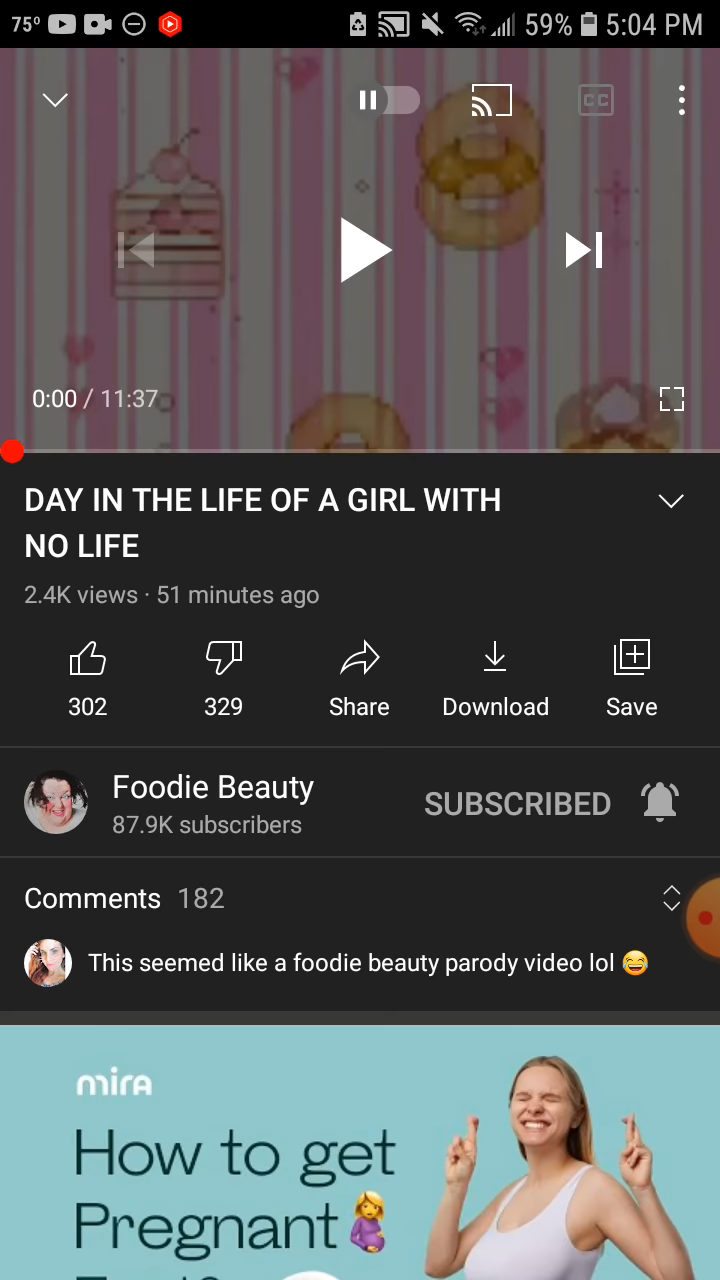 75° 59% 5:04 PM
CC
0:00 / 11:37
DAY IN THE LIFE OF A GIRL WITH
NO LIFE
2.4K views · 51 minutes ago
302 329 Share Download Save
Foodie Beauty
87.9K subscribers
SUBSCRIBED
Comments 182
This seemed like a foodie beauty parody video lol 😂
mira
How to get
Pregnant🫃